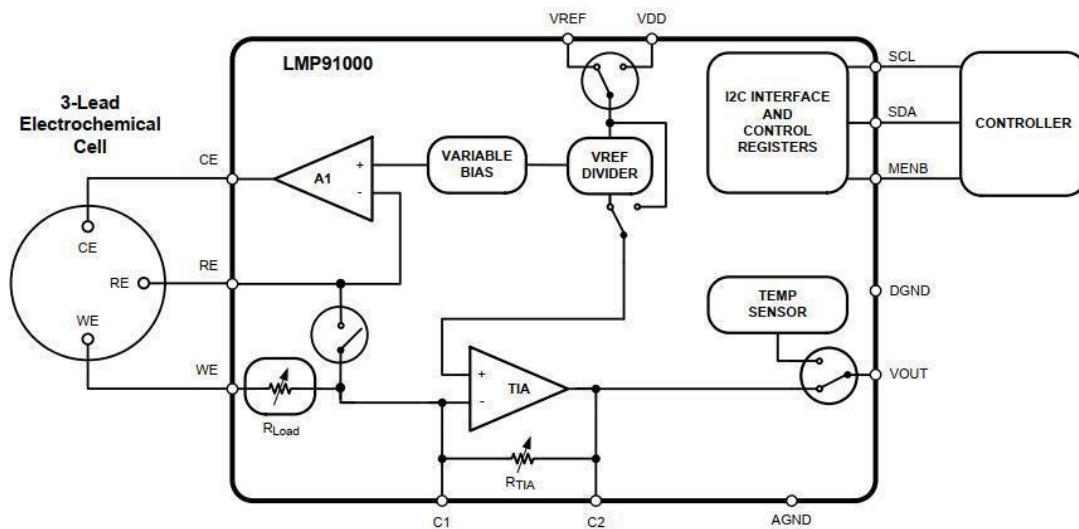 VREF
VDD
LMP91000
3-Lead
Electrochemical
Cell
CE
A1
+
-
VARIABLE
BIAS
VREF
DIVIDER
I2C INTERFACE
AND
CONTROL
REGISTERS
SCL
SDA
MENB
CONTROLLER
CE
RE
WE
RE
WE
RLoad
+
-
TIA
RTIA
TEMP
SENSOR
DGND
VOUT
C1
C2
AGND